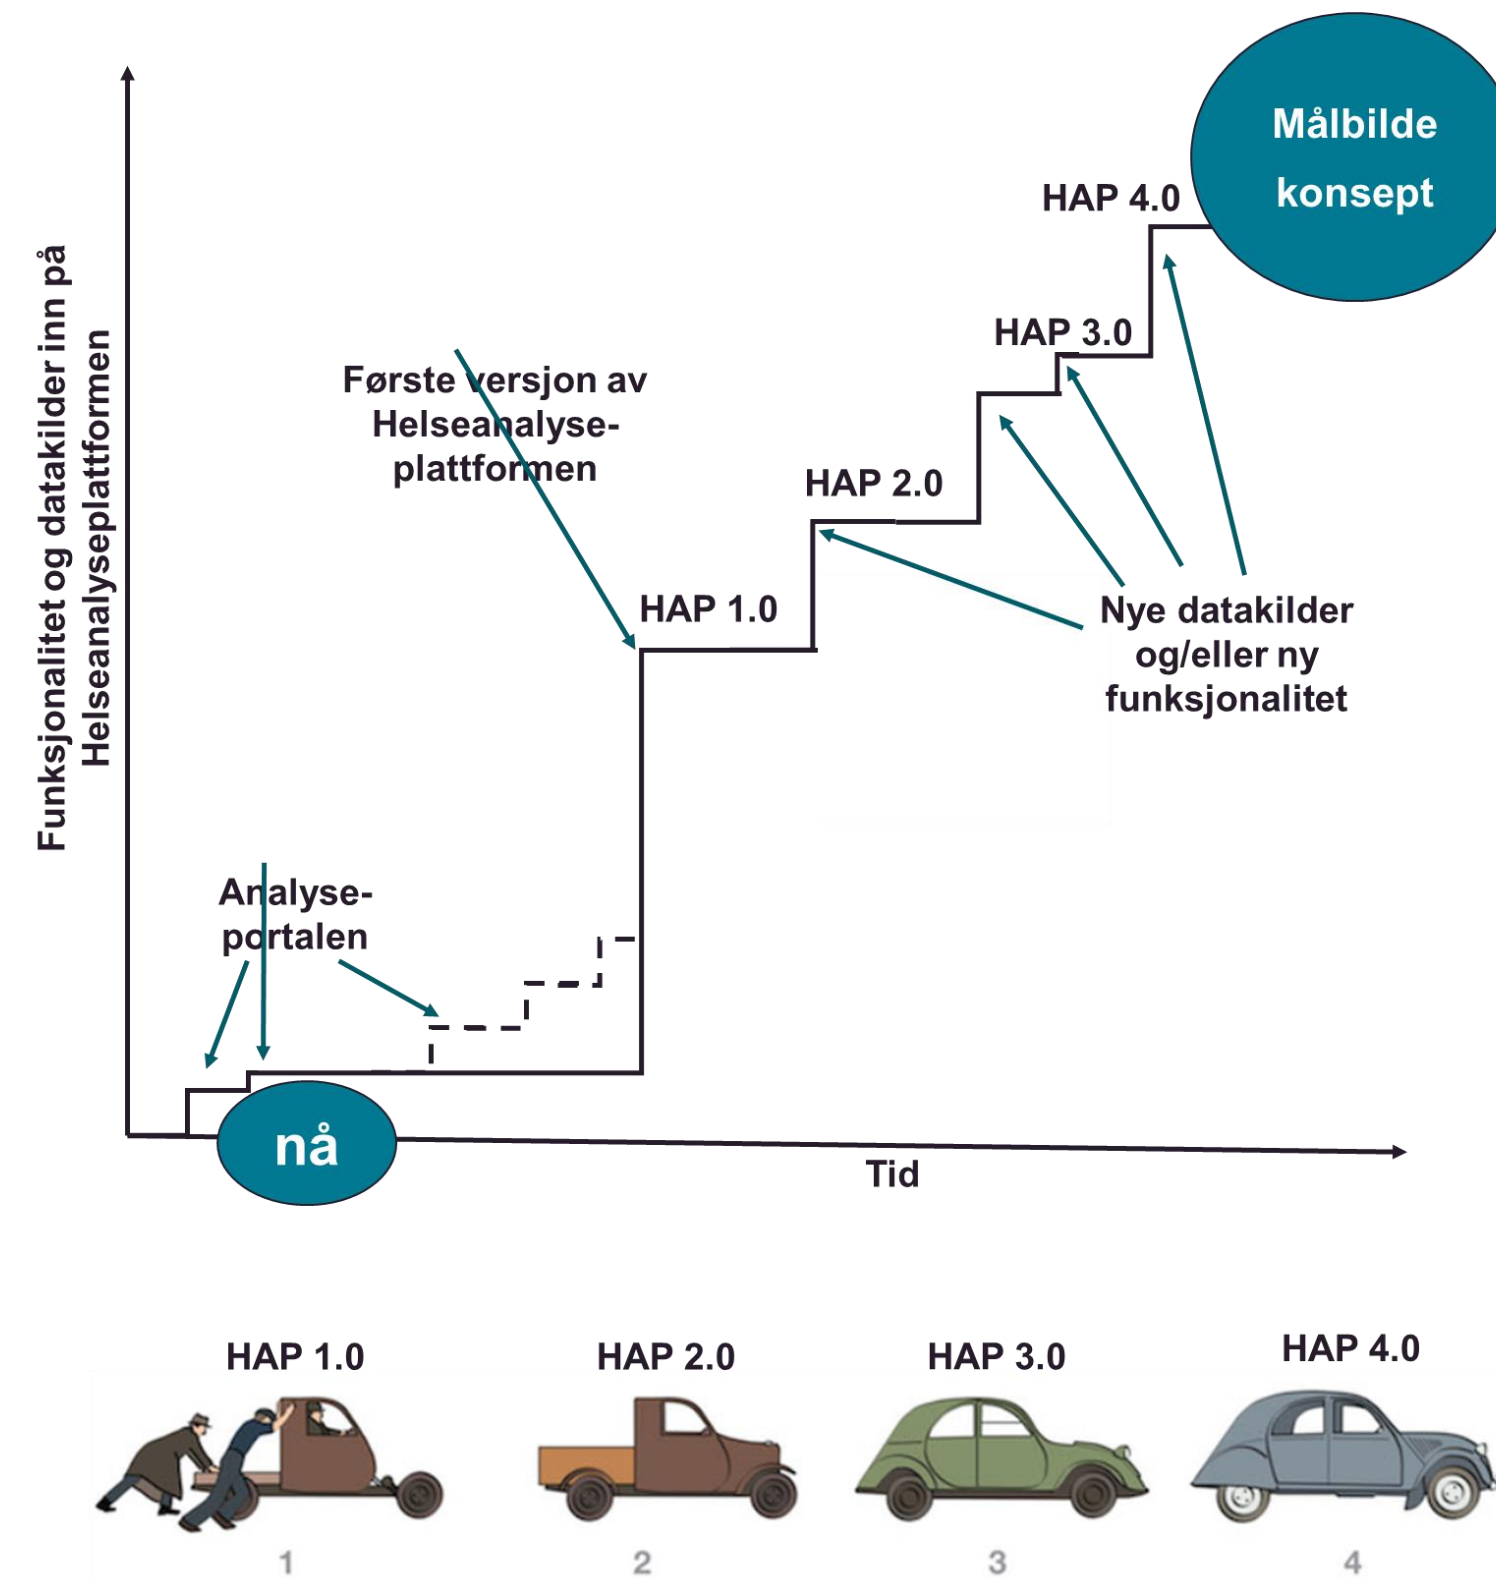 Målbilde
konsept
HAP 4.0
Funksjonalitet og datakilder inn på
Helseanalyseplattformen
HAP 3.0
Første versjon av
Helseanalyse-
plattformen
HAP 2.0
HAP 1.0
Nye datakilder
og/eller ny
funksjonalitet
Analyse-
portalen
nå
Tid
HAP 1.0
HAP 2.0
HAP 3.0
HAP 4.0
1
2
3
4